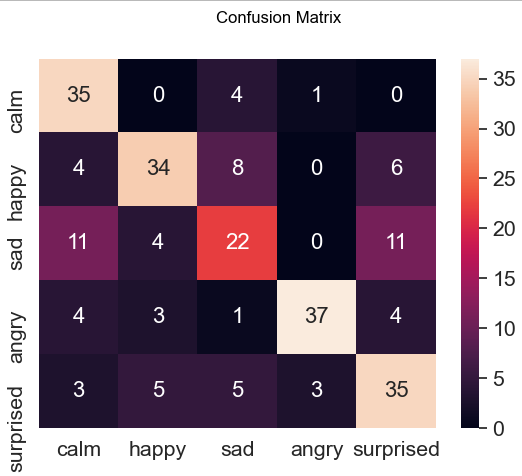 Confusion Matrix
calm 35 0 4 1 0
happy 4 34 8 0 6
sad 11 4 22 0 11
angry 4 3 1 37 4
surprised 3 5 5 3 35
calm happy sad angry surprised
35
30
25
20
15
10
5
0